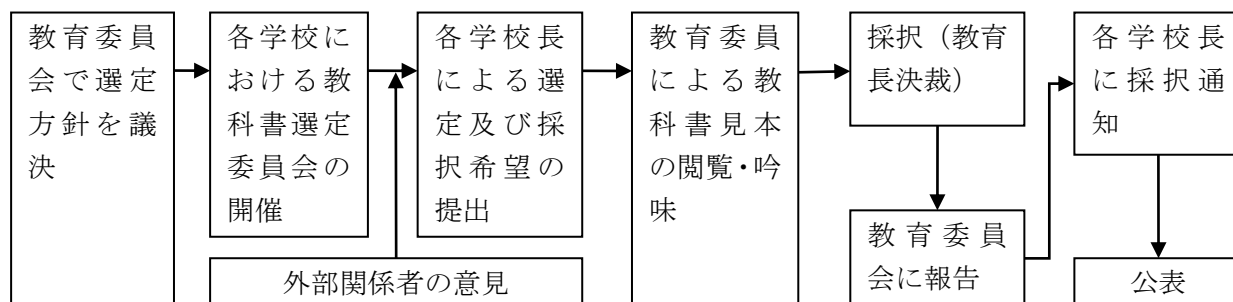 教育委員
会で選定
方針を議
決
各学校に
おける教
科書選定
委員会の
開催
外部関係者の意見
各学校長
による選
定及び採
択希望の
提出
教育委員
による教
科書見本
の閲覧・吟
味
採択（教育
長決裁）
教育委員
会に報告
各学校長
に採択通
知
公表